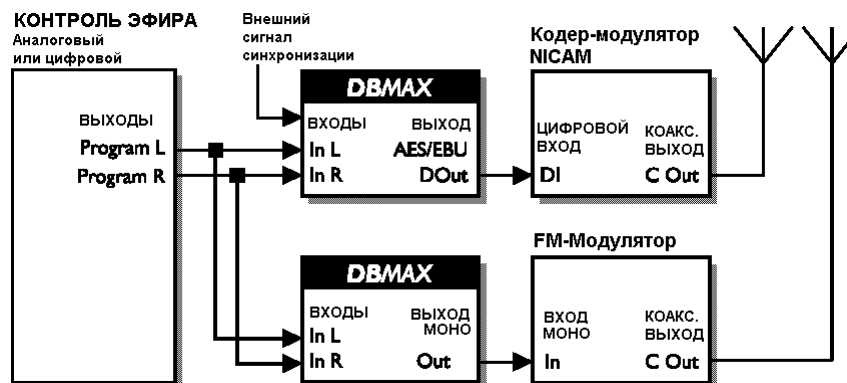 КОНТРОЛЬ ЭФИРА
Аналоговый
или цифровой
ВЫХОДЫ
Program L
Program R
Внешний
сигнал
синхронизации
DBMAX
ВХОДЫ ВЫХОД
In L AES/EBU
In R DOut
Кодер-модулятор
NICAM
ЦИФРОВОЙ КОАКС.
ВХОД ВЫХОД
DI C Out
DBMAX
ВХОДЫ ВЫХОД
МОНО
In L
In R Out
FM-Модулятор
ВХОД КОАКС.
МОНО ВЫХОД
In C Out